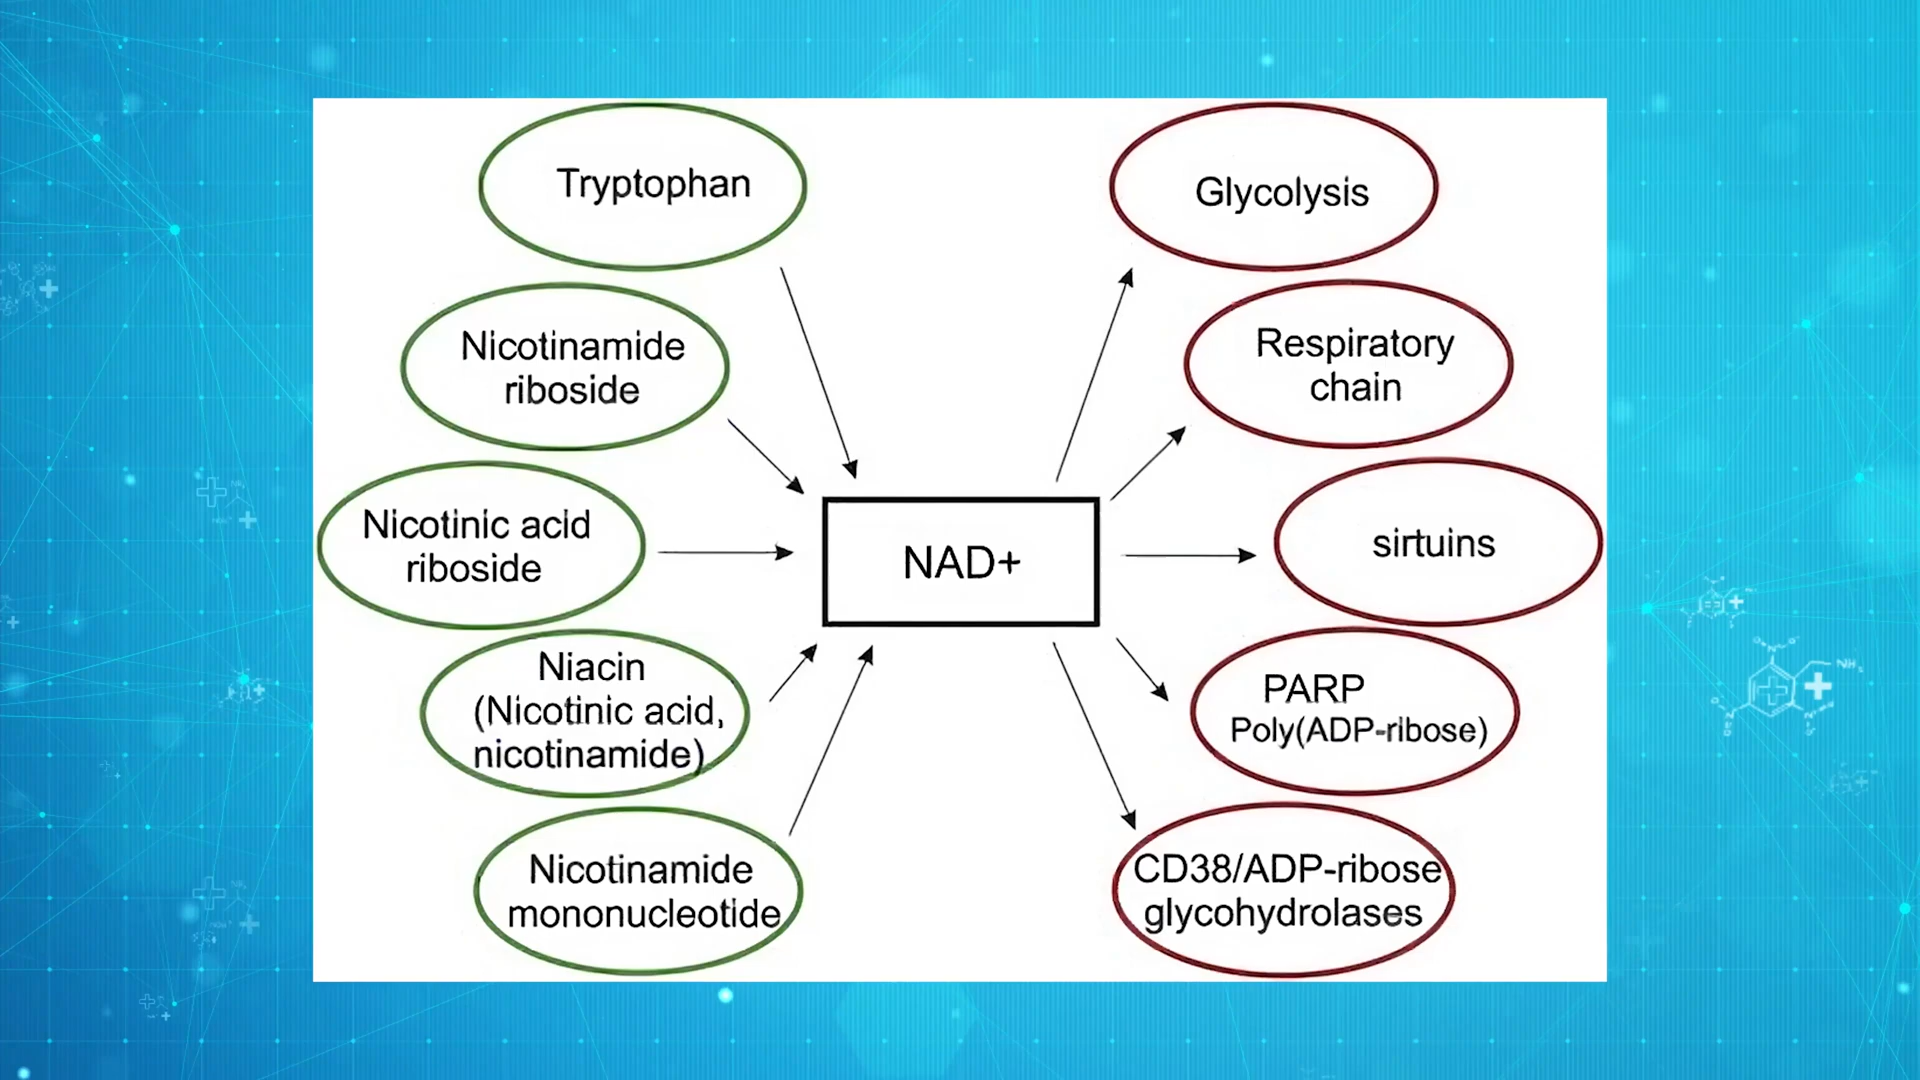 Tryptophan
Nicotinamide
riboside
Nicotinic acid
riboside
Niacin
(Nicotinic acid,
nicotinamide)
Nicotinamide
mononucleotide
NAD+
Glycolysis
Respiratory
chain
sirtuins
PARP
Poly(ADP-ribose)
CD38/ADP-ribose
glycohydrolases